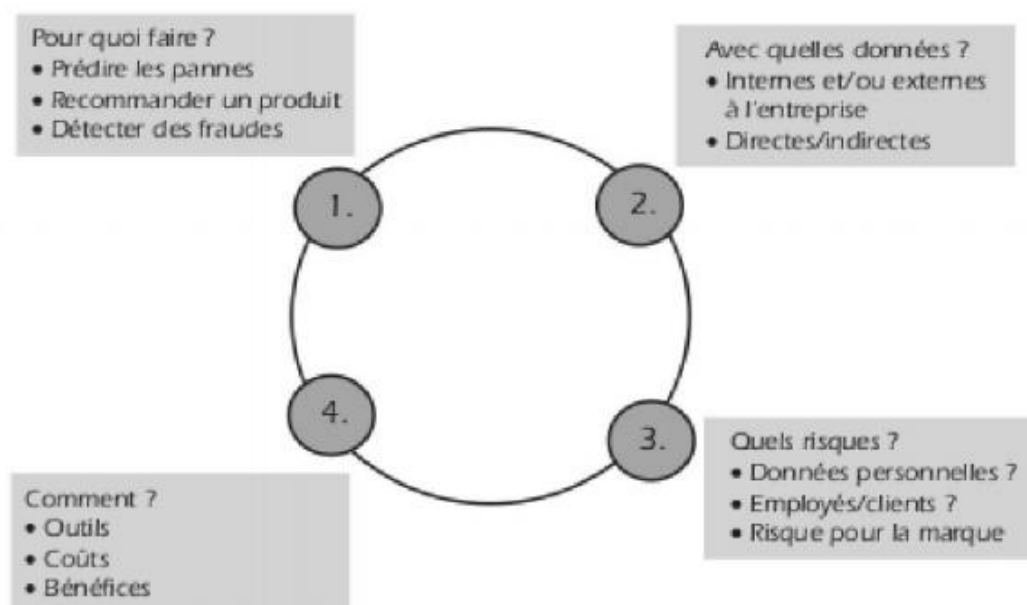 Pour quoi faire ?
• Prédire les pannes
• Recommander un produit
• Détecter des fraudes
1.
Avec quelles données ?
• Internes et/ou externes
à l'entreprise
• Directes/indirectes
2.
Quels risques ?
• Données personnelles ?
• Employés/clients ?
• Risque pour la marque
3.
Comment ?
• Outils
• Coûts
• Bénéfices
4.